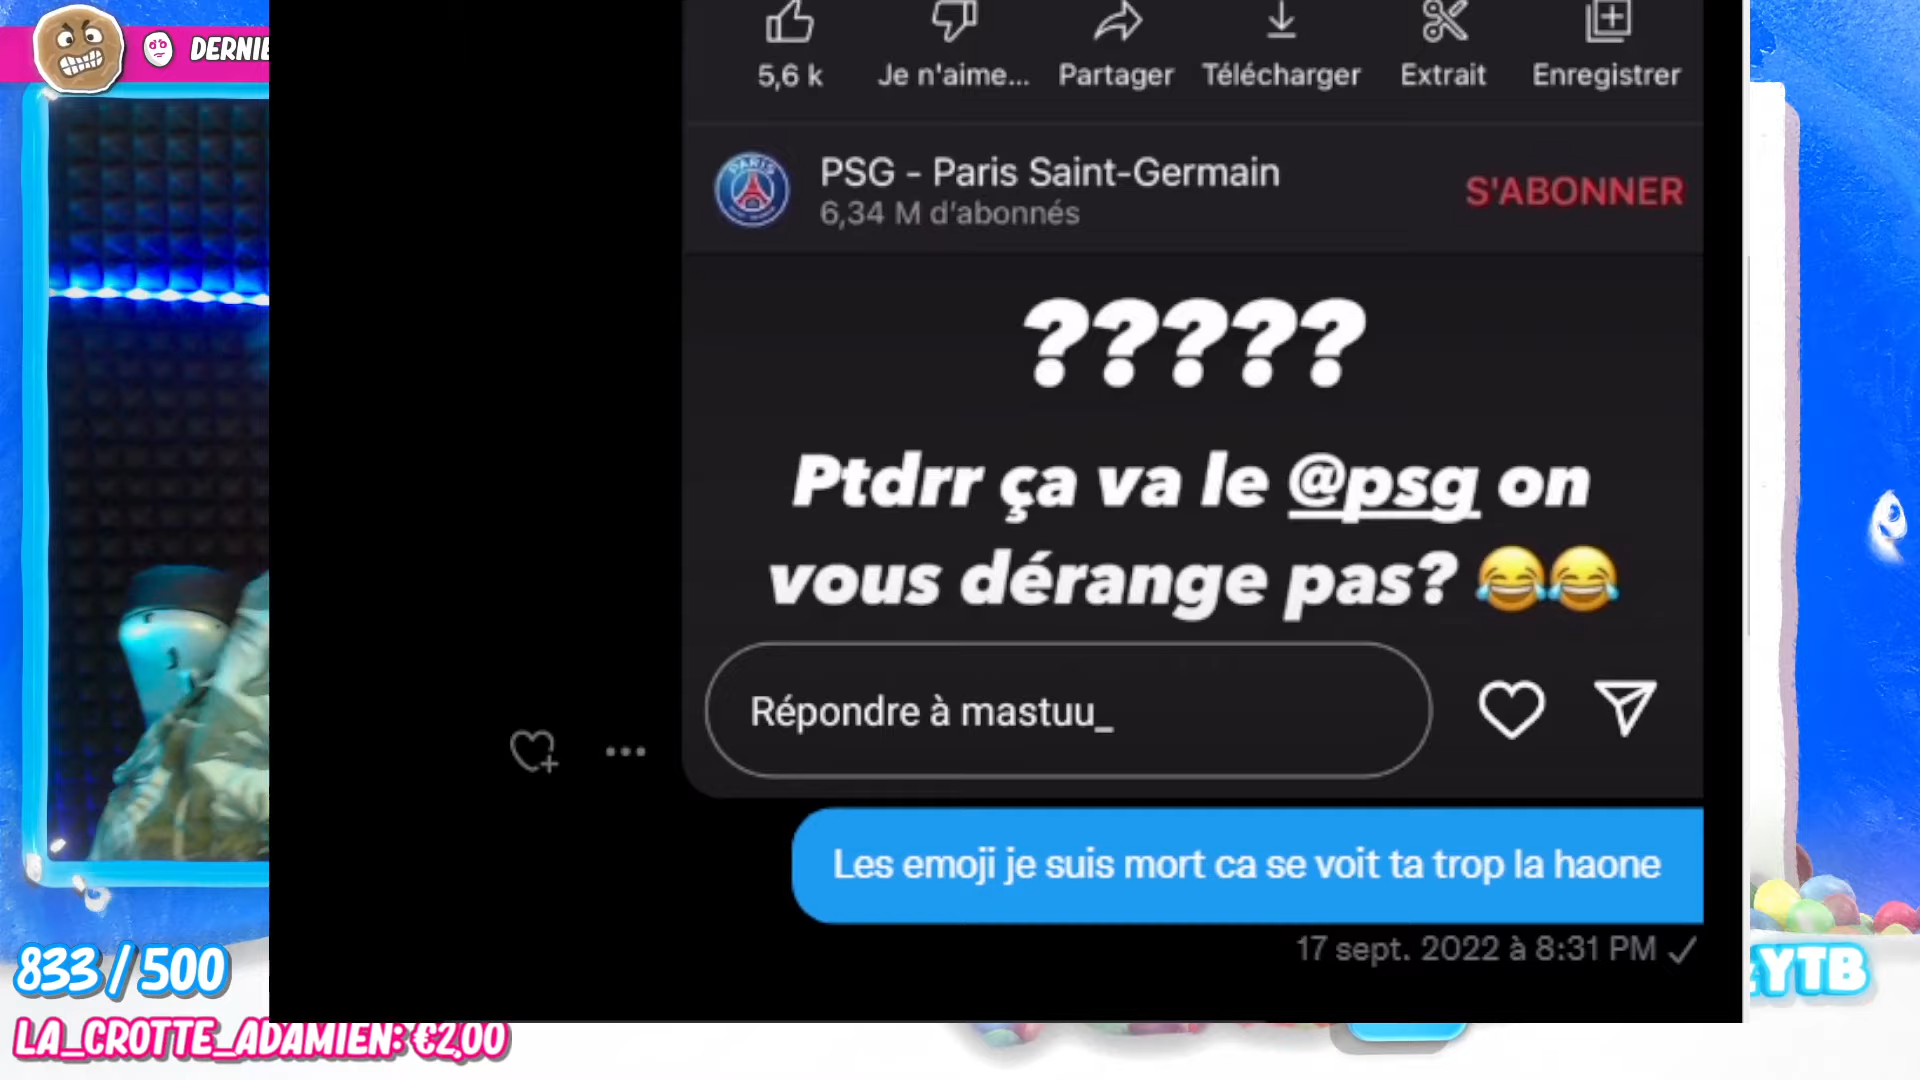 DERNIE
5,6 k Je n'aime... Partager Télécharger Extrait Enregistrer
PARIS
PSG - Paris Saint-Germain
6,34 M d'abonnés
S'ABONNER
?????
Ptdrr ça va le @psg on
vous dérange pas? 😂😂
Répondre à mastuu_
Les emoji je suis mort ca se voit ta trop la haone
17 sept. 2022 à 8:31 PM
833 / 500
YTB
LA_CROTTE_ADAMIEN: €2,00